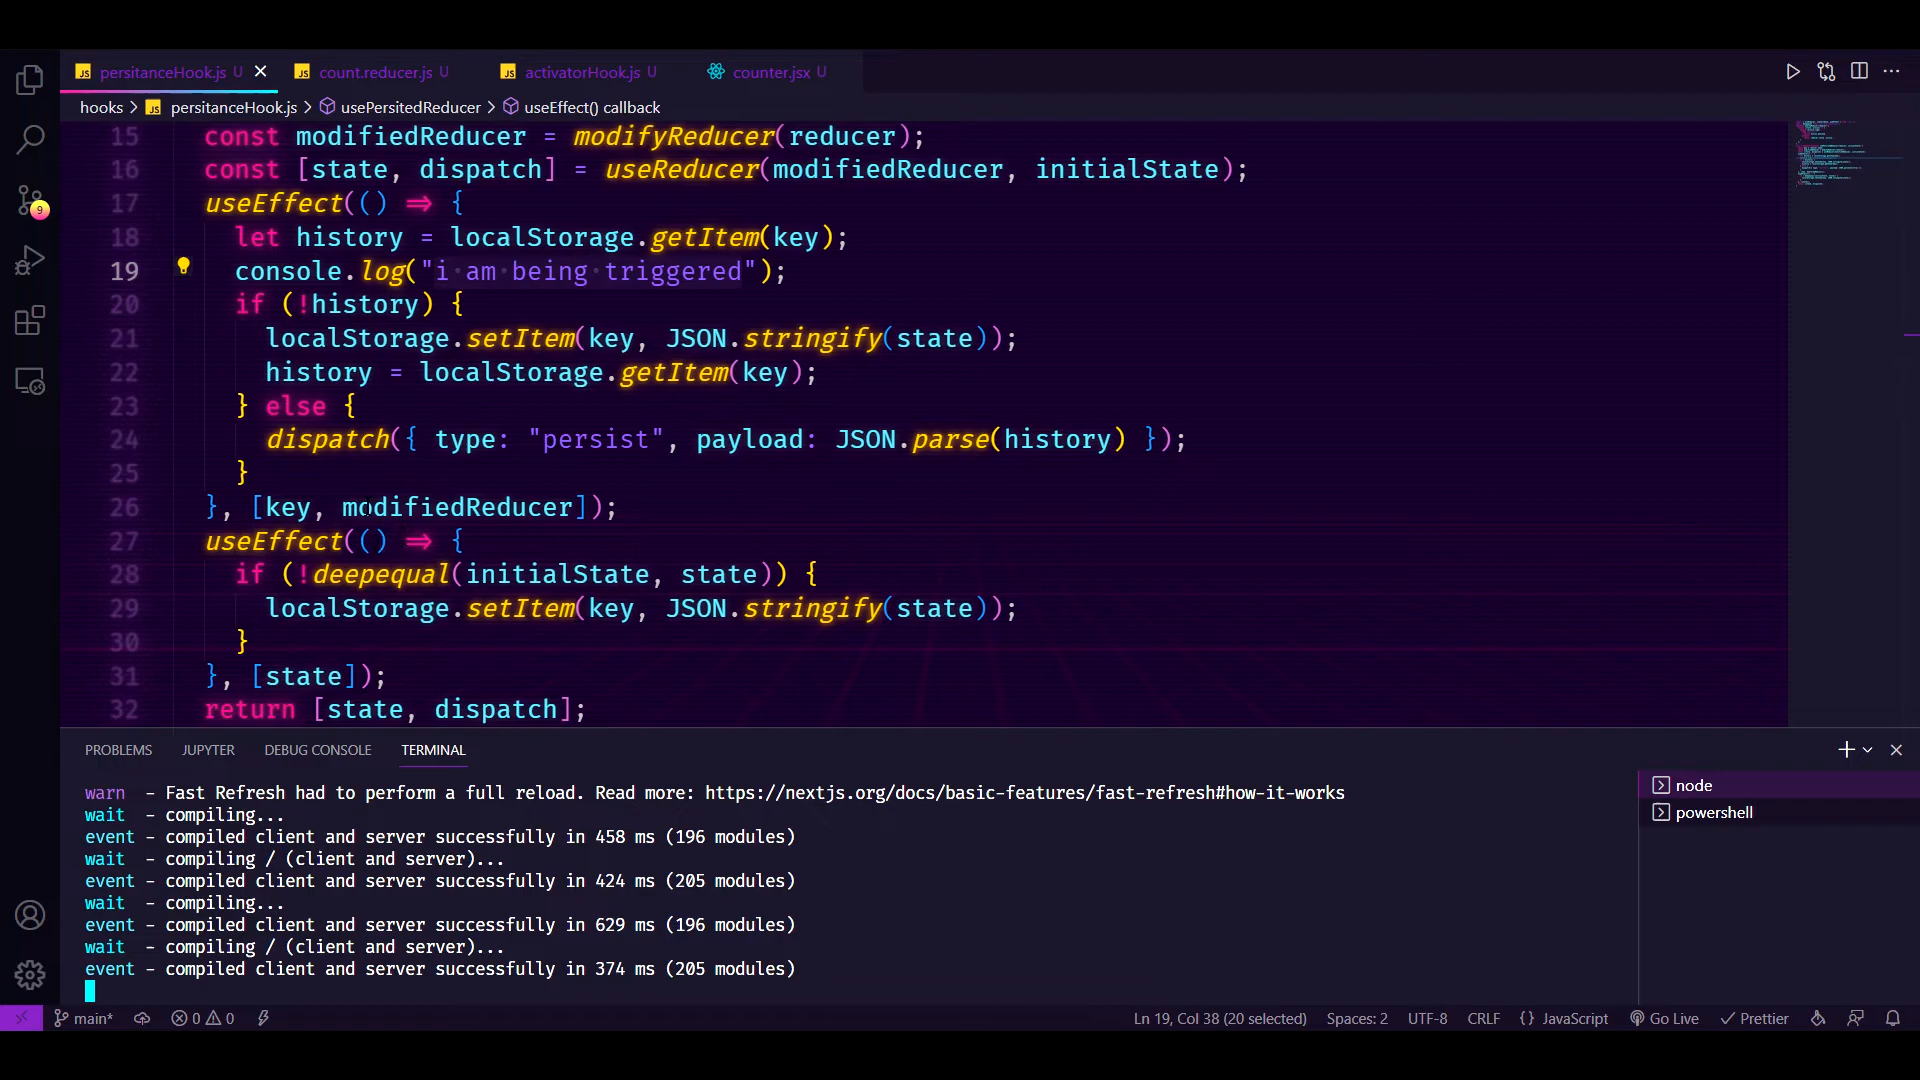 JS persitanceHook.js U
JS count.reducer.js U
JS activatorHook.js U
counter.jsx U
hooks > JS persitanceHook.js > usePersitedReducer > useEffect() callback
15 const modifiedReducer = modifyReducer(reducer);
16 const [state, dispatch] = useReducer(modifiedReducer, initialState);
17 useEffect(() ⇒ {
18 let history = localStorage.getItem(key);
19 console.log("i·am·being·triggered");
20 if (!history) {
21 localStorage.setItem(key, JSON.stringify(state));
22 history = localStorage.getItem(key);
23 } else {
24 dispatch({ type: "persist", payload: JSON.parse(history) });
25 }
26 }, [key, modifiedReducer]);
27 useEffect(() ⇒ {
28 if (!deepequal(initialState, state)) {
29 localStorage.setItem(key, JSON.stringify(state));
30 }
31 }, [state]);
32 return [state, dispatch];
9
PROBLEMS JUPYTER DEBUG CONSOLE TERMINAL
warn - Fast Refresh had to perform a full reload. Read more: https://nextjs.org/docs/basic-features/fast-refresh#how-it-works
wait - compiling...
event - compiled client and server successfully in 458 ms (196 modules)
wait - compiling / (client and server)...
event - compiled client and server successfully in 424 ms (205 modules)
wait - compiling...
event - compiled client and server successfully in 629 ms (196 modules)
wait - compiling / (client and server)...
event - compiled client and server successfully in 374 ms (205 modules)
node
powershell
main* 0 0 Ln 19, Col 38 (20 selected) Spaces: 2 UTF-8 CRLF {} JavaScript Go Live Prettier